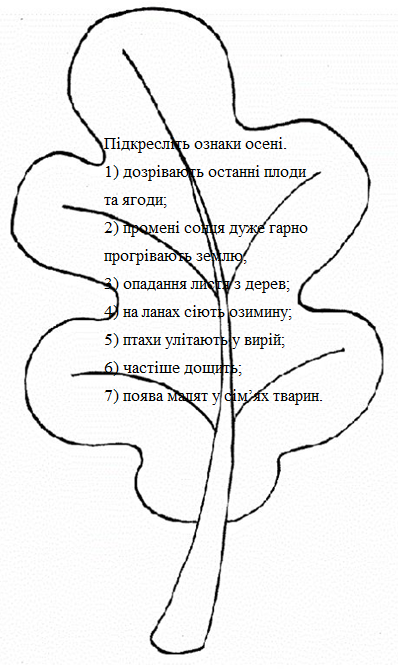 Підкресліть ознаки осені.
1) дозрівають останні плоди
та ягоди;
2) промені сонця дуже гарно
прогрівають землю;
3) опадання листя з дерев;
4) на ланах сіють озимину;
5) птахи улітають у вирій;
6) частіше дощить;
7) поява малят у сім’ях тварин.